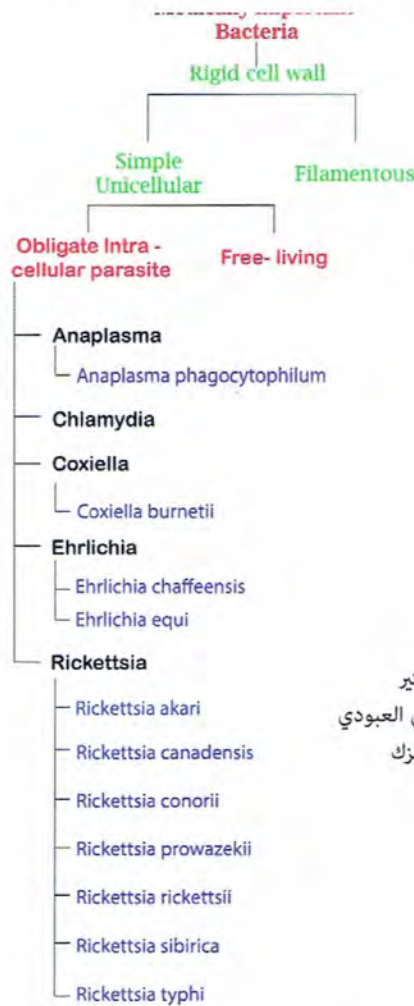 Bacteria
Rigid cell wall
Simple
Unicellular
Filamentous
Obligate Intra -
cellular parasite
Free- living
Anaplasma
Anaplasma phagocytophilum
Chlamydia
Coxiella
Coxiella burnetii
Ehrlichia
Ehrlichia chaffeensis
Ehrlichia equi
Rickettsia
Rickettsia akari
العبودي
Rickettsia canadensis
Rickettsia conorii
Rickettsia prowazekii
Rickettsia rickettsii
Rickettsia sibirica
Rickettsia typhi